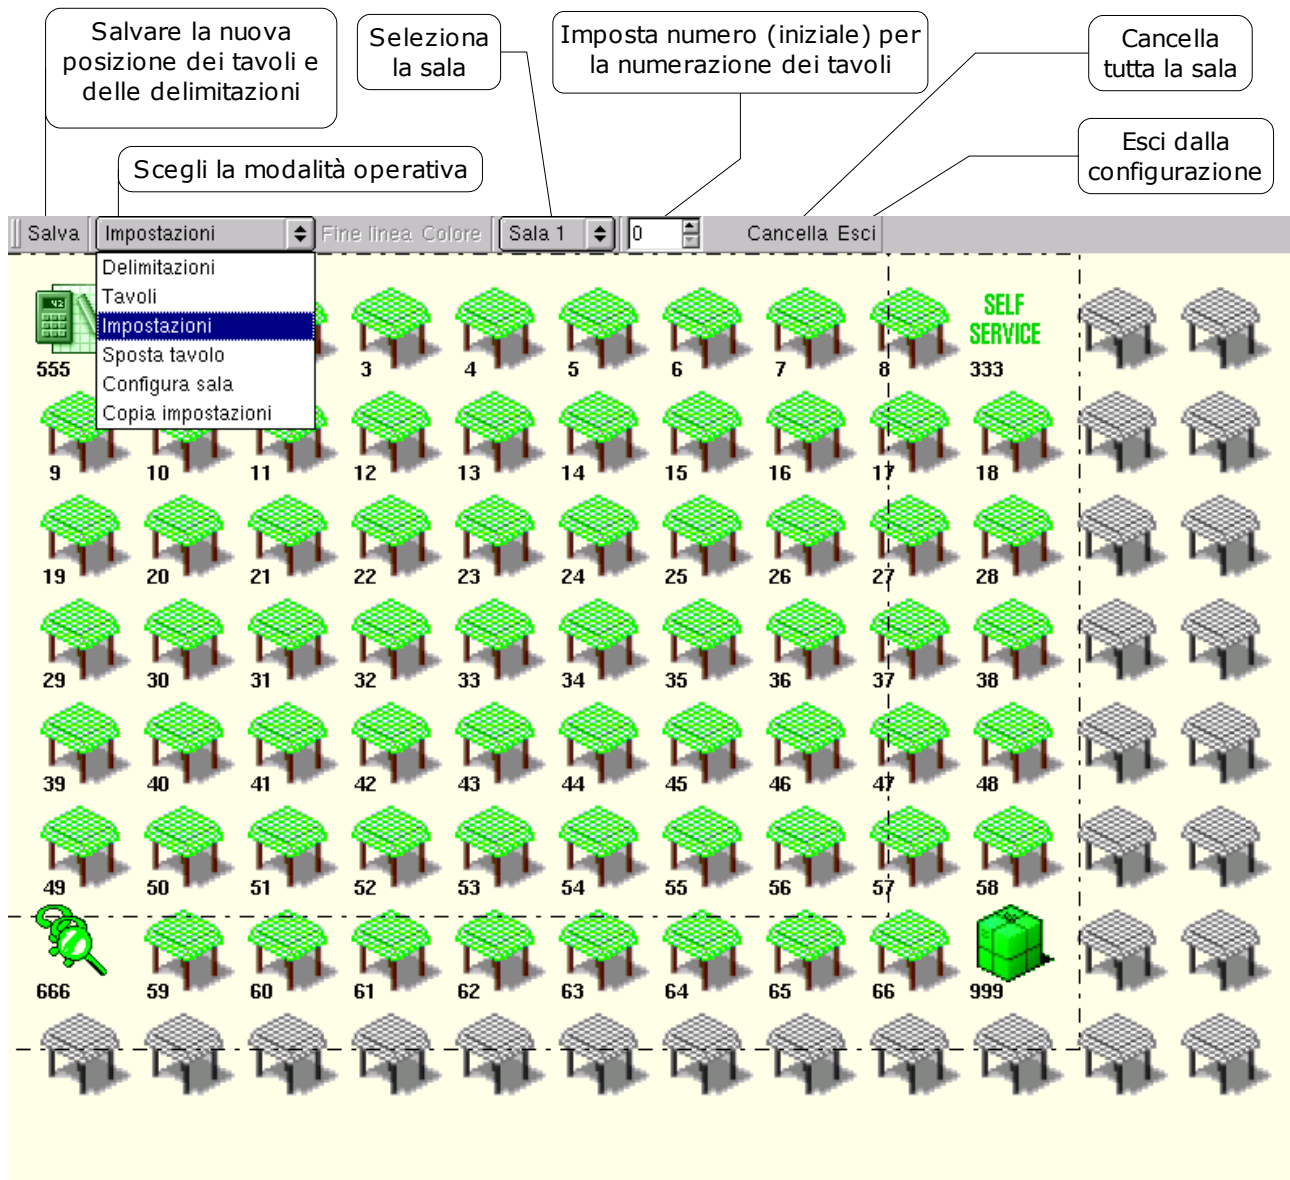 Salvare la nuova
posizione dei tavoli e
delle delimitazioni
Seleziona
la sala
Imposta numero (iniziale) per
la numerazione dei tavoli
Cancella
tutta la sala
Scegli la modalità operativa
Esci dalla
configurazione
Salva Impostazioni Fine linea Colore Sala 1 0 Cancella Esci
Delimitazioni
Tavoli
Impostazioni
Sposta tavolo
Configura sala
Copia impostazioni
42
SELF
SERVICE
555 3 4 5 6 7 8 333
9 10 11 12 13 14 15 16 17 18
19 20 21 22 23 24 25 26 27 28
29 30 31 32 33 34 35 36 37 38
39 40 41 42 43 44 45 46 47 48
49 50 51 52 53 54 55 56 57 58
666 59 60 61 62 63 64 65 66 999